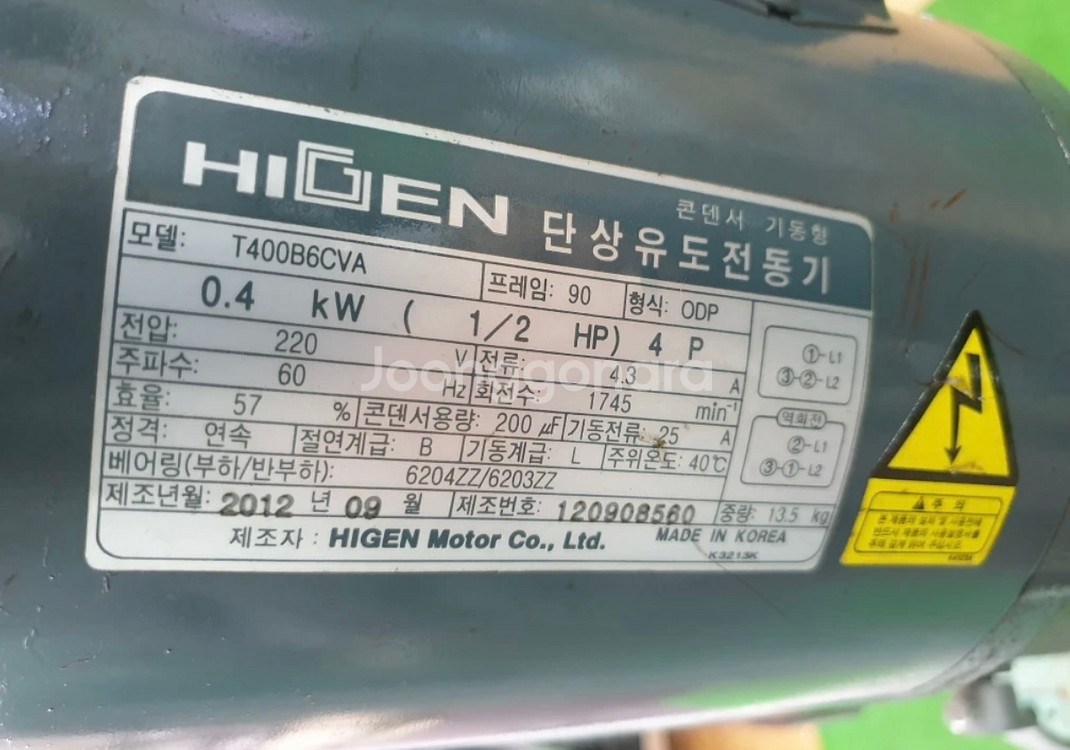 HIGEN 단상유도전동기 콘덴서 기동형
모델: T400B6CVA 프레임: 90 형식: ODP
0.4 kW ( 1/2 HP) 4 P
전압: 220 V 전류: 4.3 A
주파수: 60 Hz 회전수: 1745 min⁻¹
효율: 57 % 콘덴서용량: 200 µF 기동전류: 25 A
정격: 연속 절연계급: B 기동계급: L 주위온도: 40℃
베어링(부하/반부하): 6204ZZ/6203ZZ
제조년월: 2012 년 09 월 제조번호: 120908560 중량: 13.5 kg
제조자 : HIGEN Motor Co., Ltd. MADE IN KOREA
K3213K
①-L1
③-②-L2
역회전
②-L1
③-①-L2
주의
Joonggonara